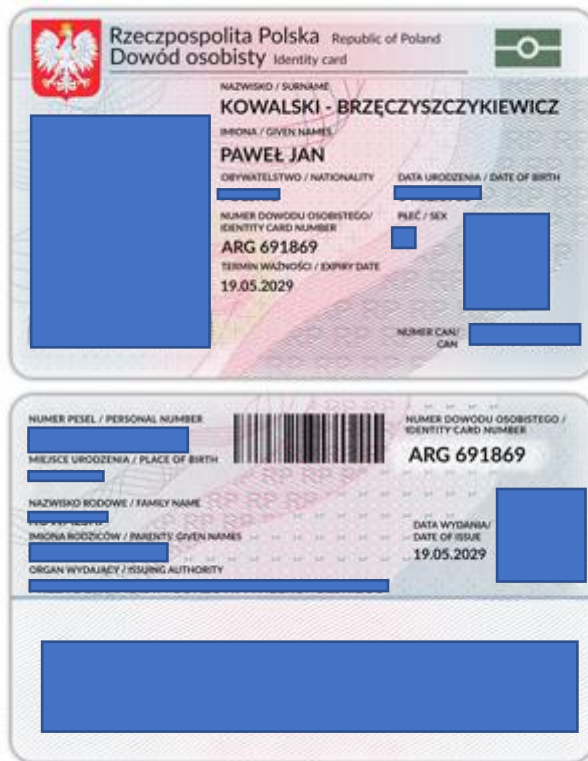 Rzeczpospolita Polska Republic of Poland
Dowód osobisty Identity card
NAZWISKO / SURNAME
KOWALSKI - BRZĘCZYSZCZYKIEWICZ
IMIONA / GIVEN NAMES
PAWEŁ JAN
OBYWATELSTWO / NATIONALITY DATA URODZENIA / DATE OF BIRTH
NUMER DOWODU OSOBISTEGO/ PŁEĆ / SEX
IDENTITY CARD NUMBER
ARG 691869
TERMIN WAŻNOŚCI / EXPIRY DATE
19.05.2029
NUMER CAN/
CAN
NUMER PESEL / PERSONAL NUMBER
NUMER DOWODU OSOBISTEGO /
IDENTITY CARD NUMBER
ARG 691869
MIEJSCE URODZENIA / PLACE OF BIRTH
NAZWISKO RODOWE / FAMILY NAME
IMIONA RODZICÓW / PARENTS' GIVEN NAMES
DATA WYDANIA/
DATE OF ISSUE
19.05.2029
ORGAN WYDAJĄCY / ISSUING AUTHORITY